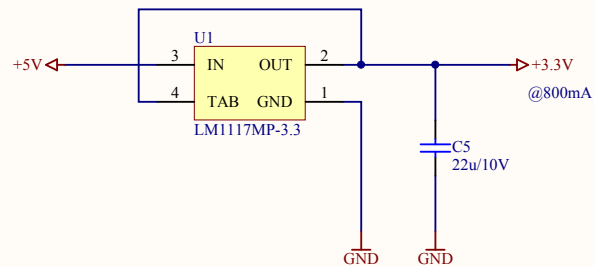 U1
+5V 3 IN OUT 2 +3.3V
@800mA
4 TAB GND 1
LM1117MP-3.3
C5
22u/10V
GND GND